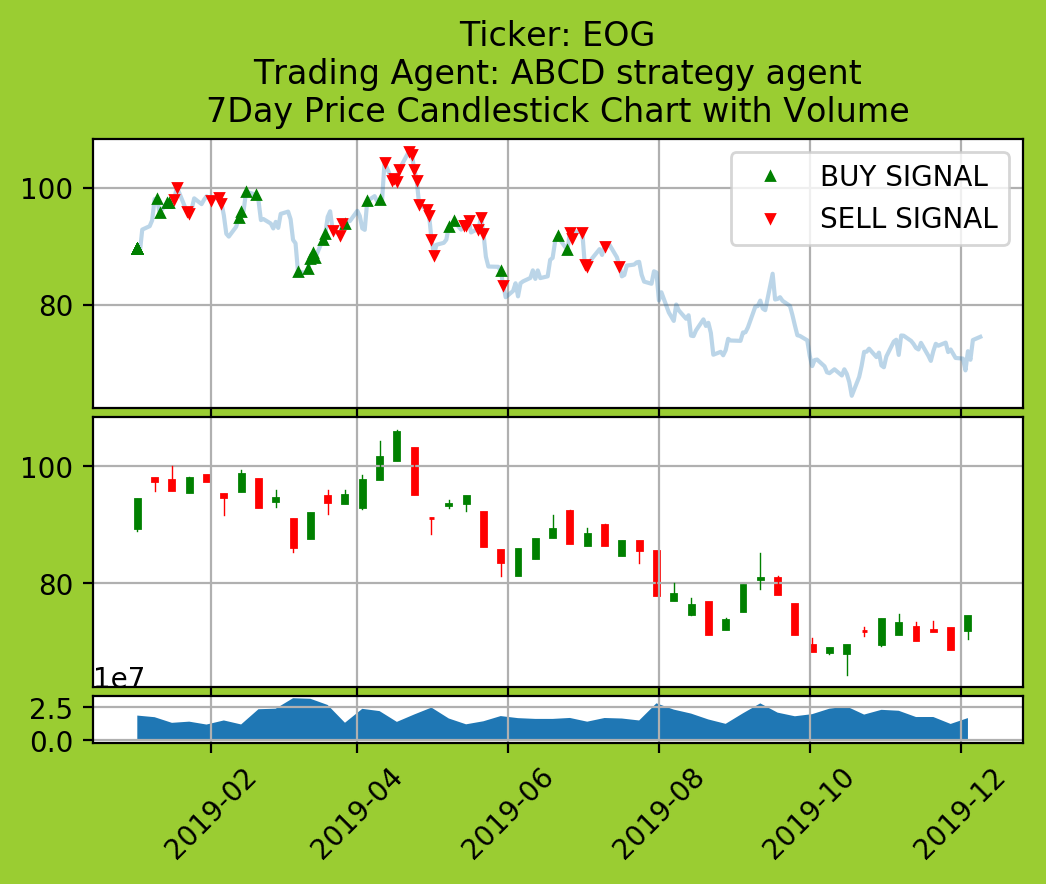 Ticker: EOG
Trading Agent: ABCD strategy agent
7Day Price Candlestick Chart with Volume
BUY SIGNAL
SELL SIGNAL
100
80
100
80
1e7
2.5
0.0
2019-02
2019-04
2019-06
2019-08
2019-10
2019-12